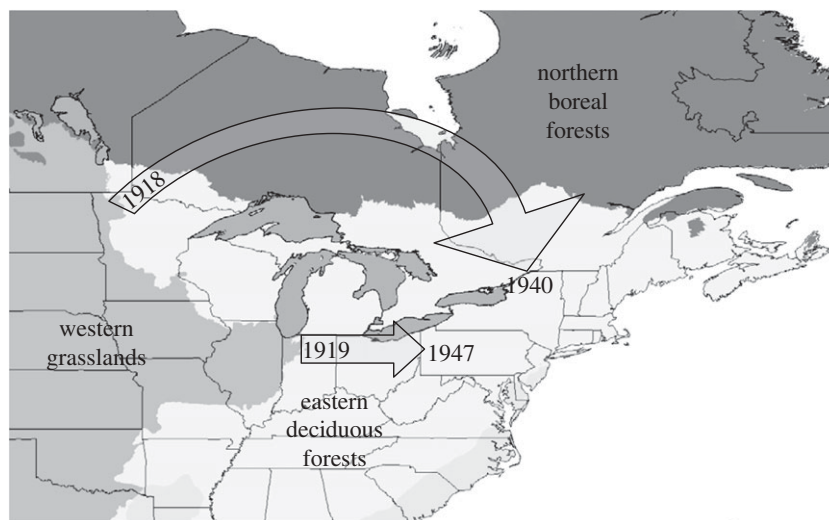 northern
boreal
forests
1918
1940
western
grasslands
1919
1947
eastern
deciduous
forests